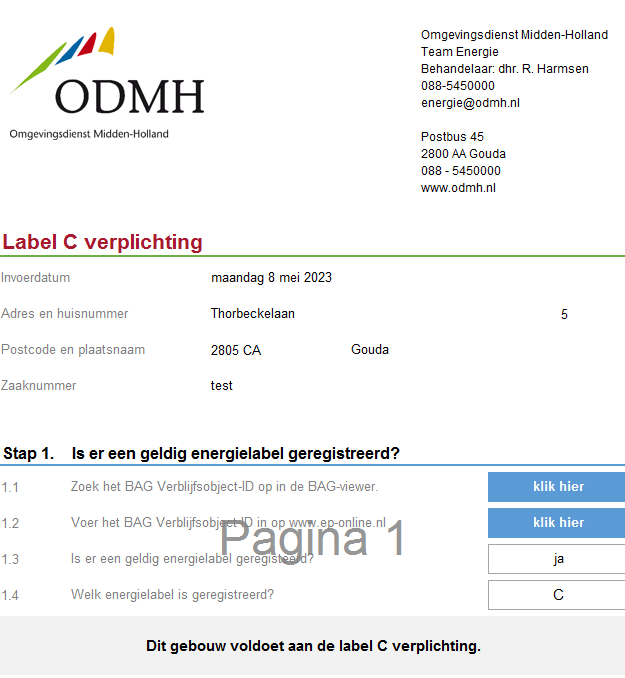 ODMH
Omgevingsdienst Midden-Holland
Omgevingsdienst Midden-Holland
Team Energie
Behandelaar: dhr. R. Harmsen
088-5450000
energie@odmh.nl
Postbus 45
2800 AA Gouda
088 - 5450000
www.odmh.nl
Label C verplichting
Invoerdatum maandag 8 mei 2023
Adres en huisnummer Thorbeckelaan 5
Postcode en plaatsnaam 2805 CA Gouda
Zaaknummer test
Stap 1. Is er een geldig energielabel geregistreerd?
1.1 Zoek het BAG Verblijfsobject-ID op in de BAG-viewer. klik hier
1.2 Voer het BAG Verblijfsobject-ID in op www.ep-online.nl klik hier
Pagina 1
1.3 Is er een geldig energielabel geregisteerd? ja
1.4 Welk energielabel is geregistreerd? C
Dit gebouw voldoet aan de label C verplichting.